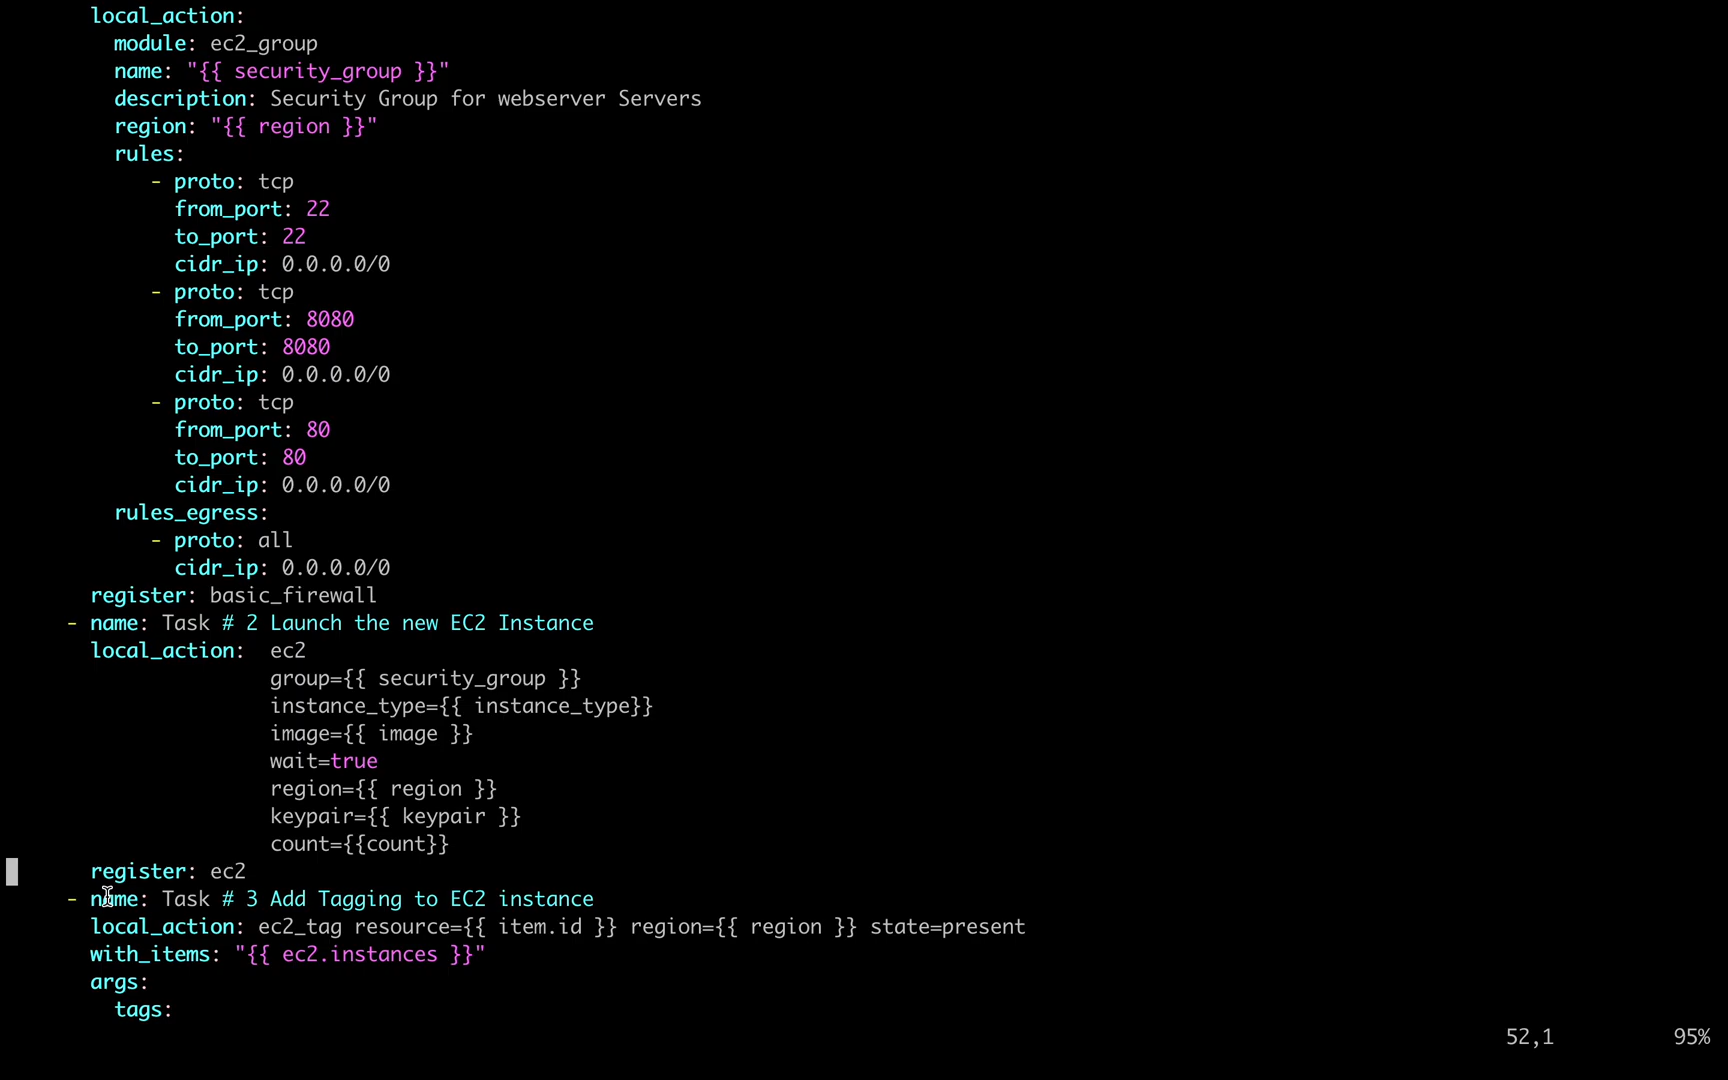 local_action:
module: ec2_group
name: "{{ security_group }}"
description: Security Group for webserver Servers
region: "{{ region }}"
rules:
- proto: tcp
from_port: 22
to_port: 22
cidr_ip: 0.0.0.0/0
- proto: tcp
from_port: 8080
to_port: 8080
cidr_ip: 0.0.0.0/0
- proto: tcp
from_port: 80
to_port: 80
cidr_ip: 0.0.0.0/0
rules_egress:
- proto: all
cidr_ip: 0.0.0.0/0
register: basic_firewall
- name: Task # 2 Launch the new EC2 Instance
local_action:  ec2
group={{ security_group }}
instance_type={{ instance_type}}
image={{ image }}
wait=true
region={{ region }}
keypair={{ keypair }}
count={{count}}
register: ec2
- name: Task # 3 Add Tagging to EC2 instance
local_action: ec2_tag resource={{ item.id }} region={{ region }} state=present
with_items: "{{ ec2.instances }}"
args:
tags:
52,1 95%